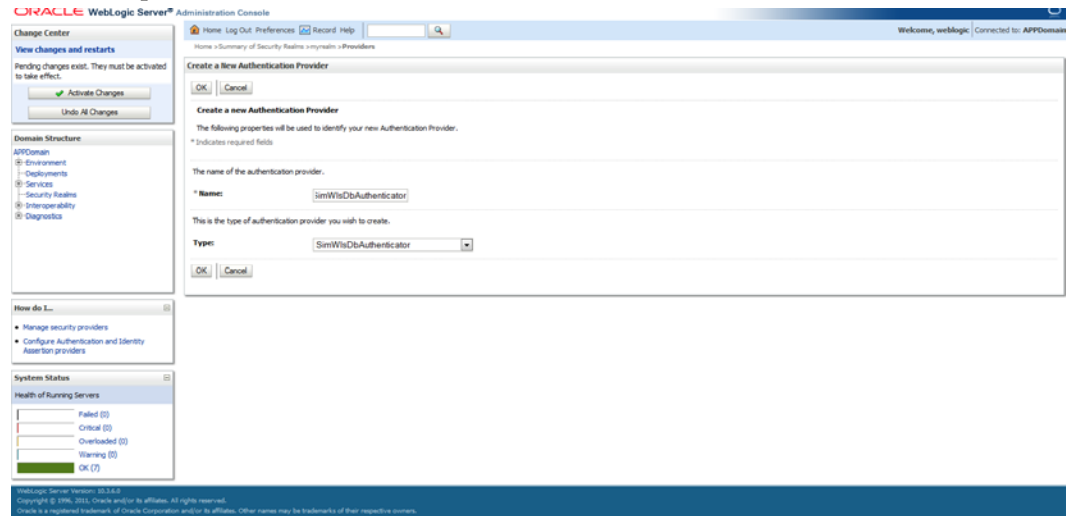 ORACLE WebLogic Server® Administration Console
Change Center
View changes and restarts
Pending changes exist. They must be activated
to take effect.
Activate Changes
Undo All Changes
Domain Structure
APPDomain
Environment
Deployments
Services
Security Realms
Interoperability
Diagnostics
How do I...
Manage security providers
Configure Authentication and Identity
Assertion providers
System Status
Health of Running Servers
Failed (0)
Critical (0)
Overloaded (0)
Warning (0)
OK (7)
Home Log Out Preferences Record Help
Welcome, weblogic Connected to: APPDomain
Home >Summary of Security Realms >myrealm >Providers
Create a New Authentication Provider
OK Cancel
Create a new Authentication Provider
The following properties will be used to identify your new Authentication Provider.
* Indicates required fields
The name of the authentication provider.
* Name: SimWlsDbAuthenticator
This is the type of authentication provider you wish to create.
Type: SimWlsDbAuthenticator
OK Cancel
WebLogic Server Version: 10.3.6.0
Copyright © 1996, 2011, Oracle and/or its affiliates. All rights reserved.
Oracle is a registered trademark of Oracle Corporation and/or its affiliates. Other names may be trademarks of their respective owners.